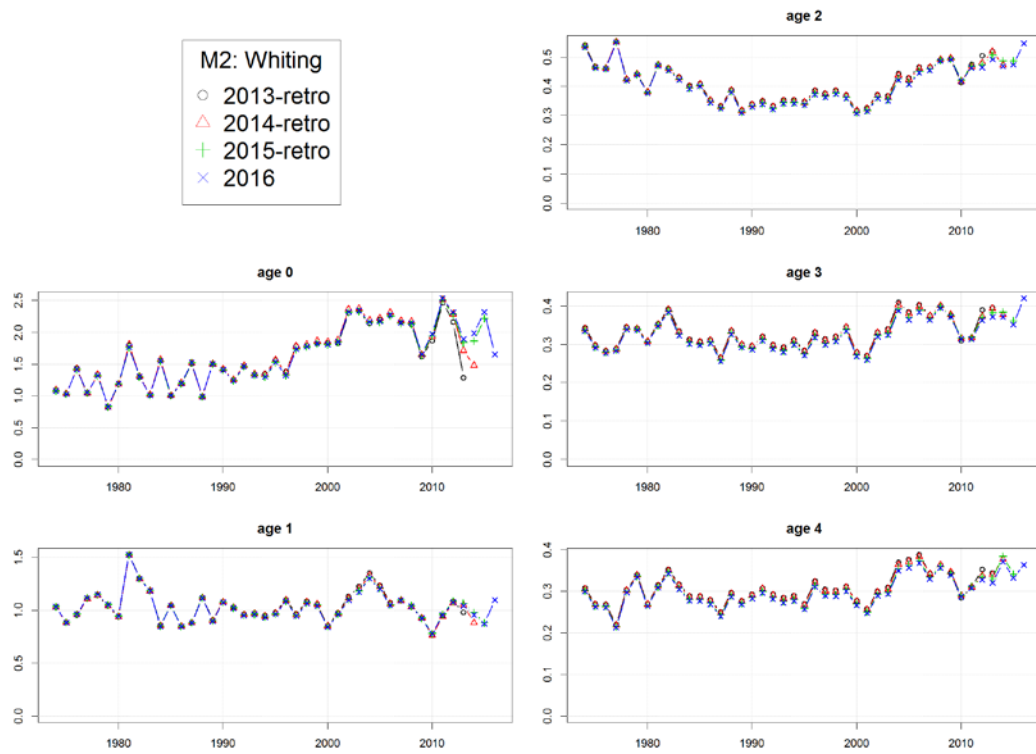 M2: Whiting
2013-retro
2014-retro
2015-retro
2016
age 2
0.0 0.1 0.2 0.3 0.4 0.5
1980 1990 2000 2010
age 0
0.0 0.5 1.0 1.5 2.0 2.5
1980 1990 2000 2010
age 3
0.0 0.1 0.2 0.3 0.4
1980 1990 2000 2010
age 1
0.0 0.5 1.0 1.5
1980 1990 2000 2010
age 4
0.0 0.1 0.2 0.3 0.4
1980 1990 2000 2010